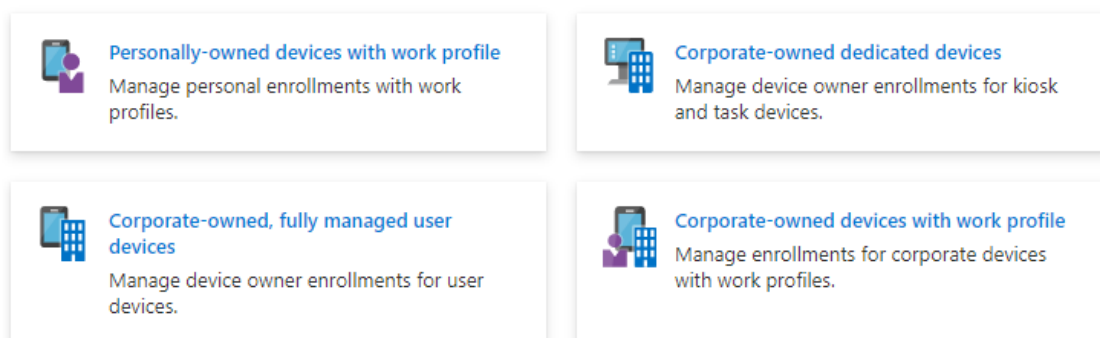 Personally-owned devices with work profile
Manage personal enrollments with work
profiles.
Corporate-owned dedicated devices
Manage device owner enrollments for kiosk
and task devices.
Corporate-owned, fully managed user
devices
Manage device owner enrollments for user
devices.
Corporate-owned devices with work profile
Manage enrollments for corporate devices
with work profiles.